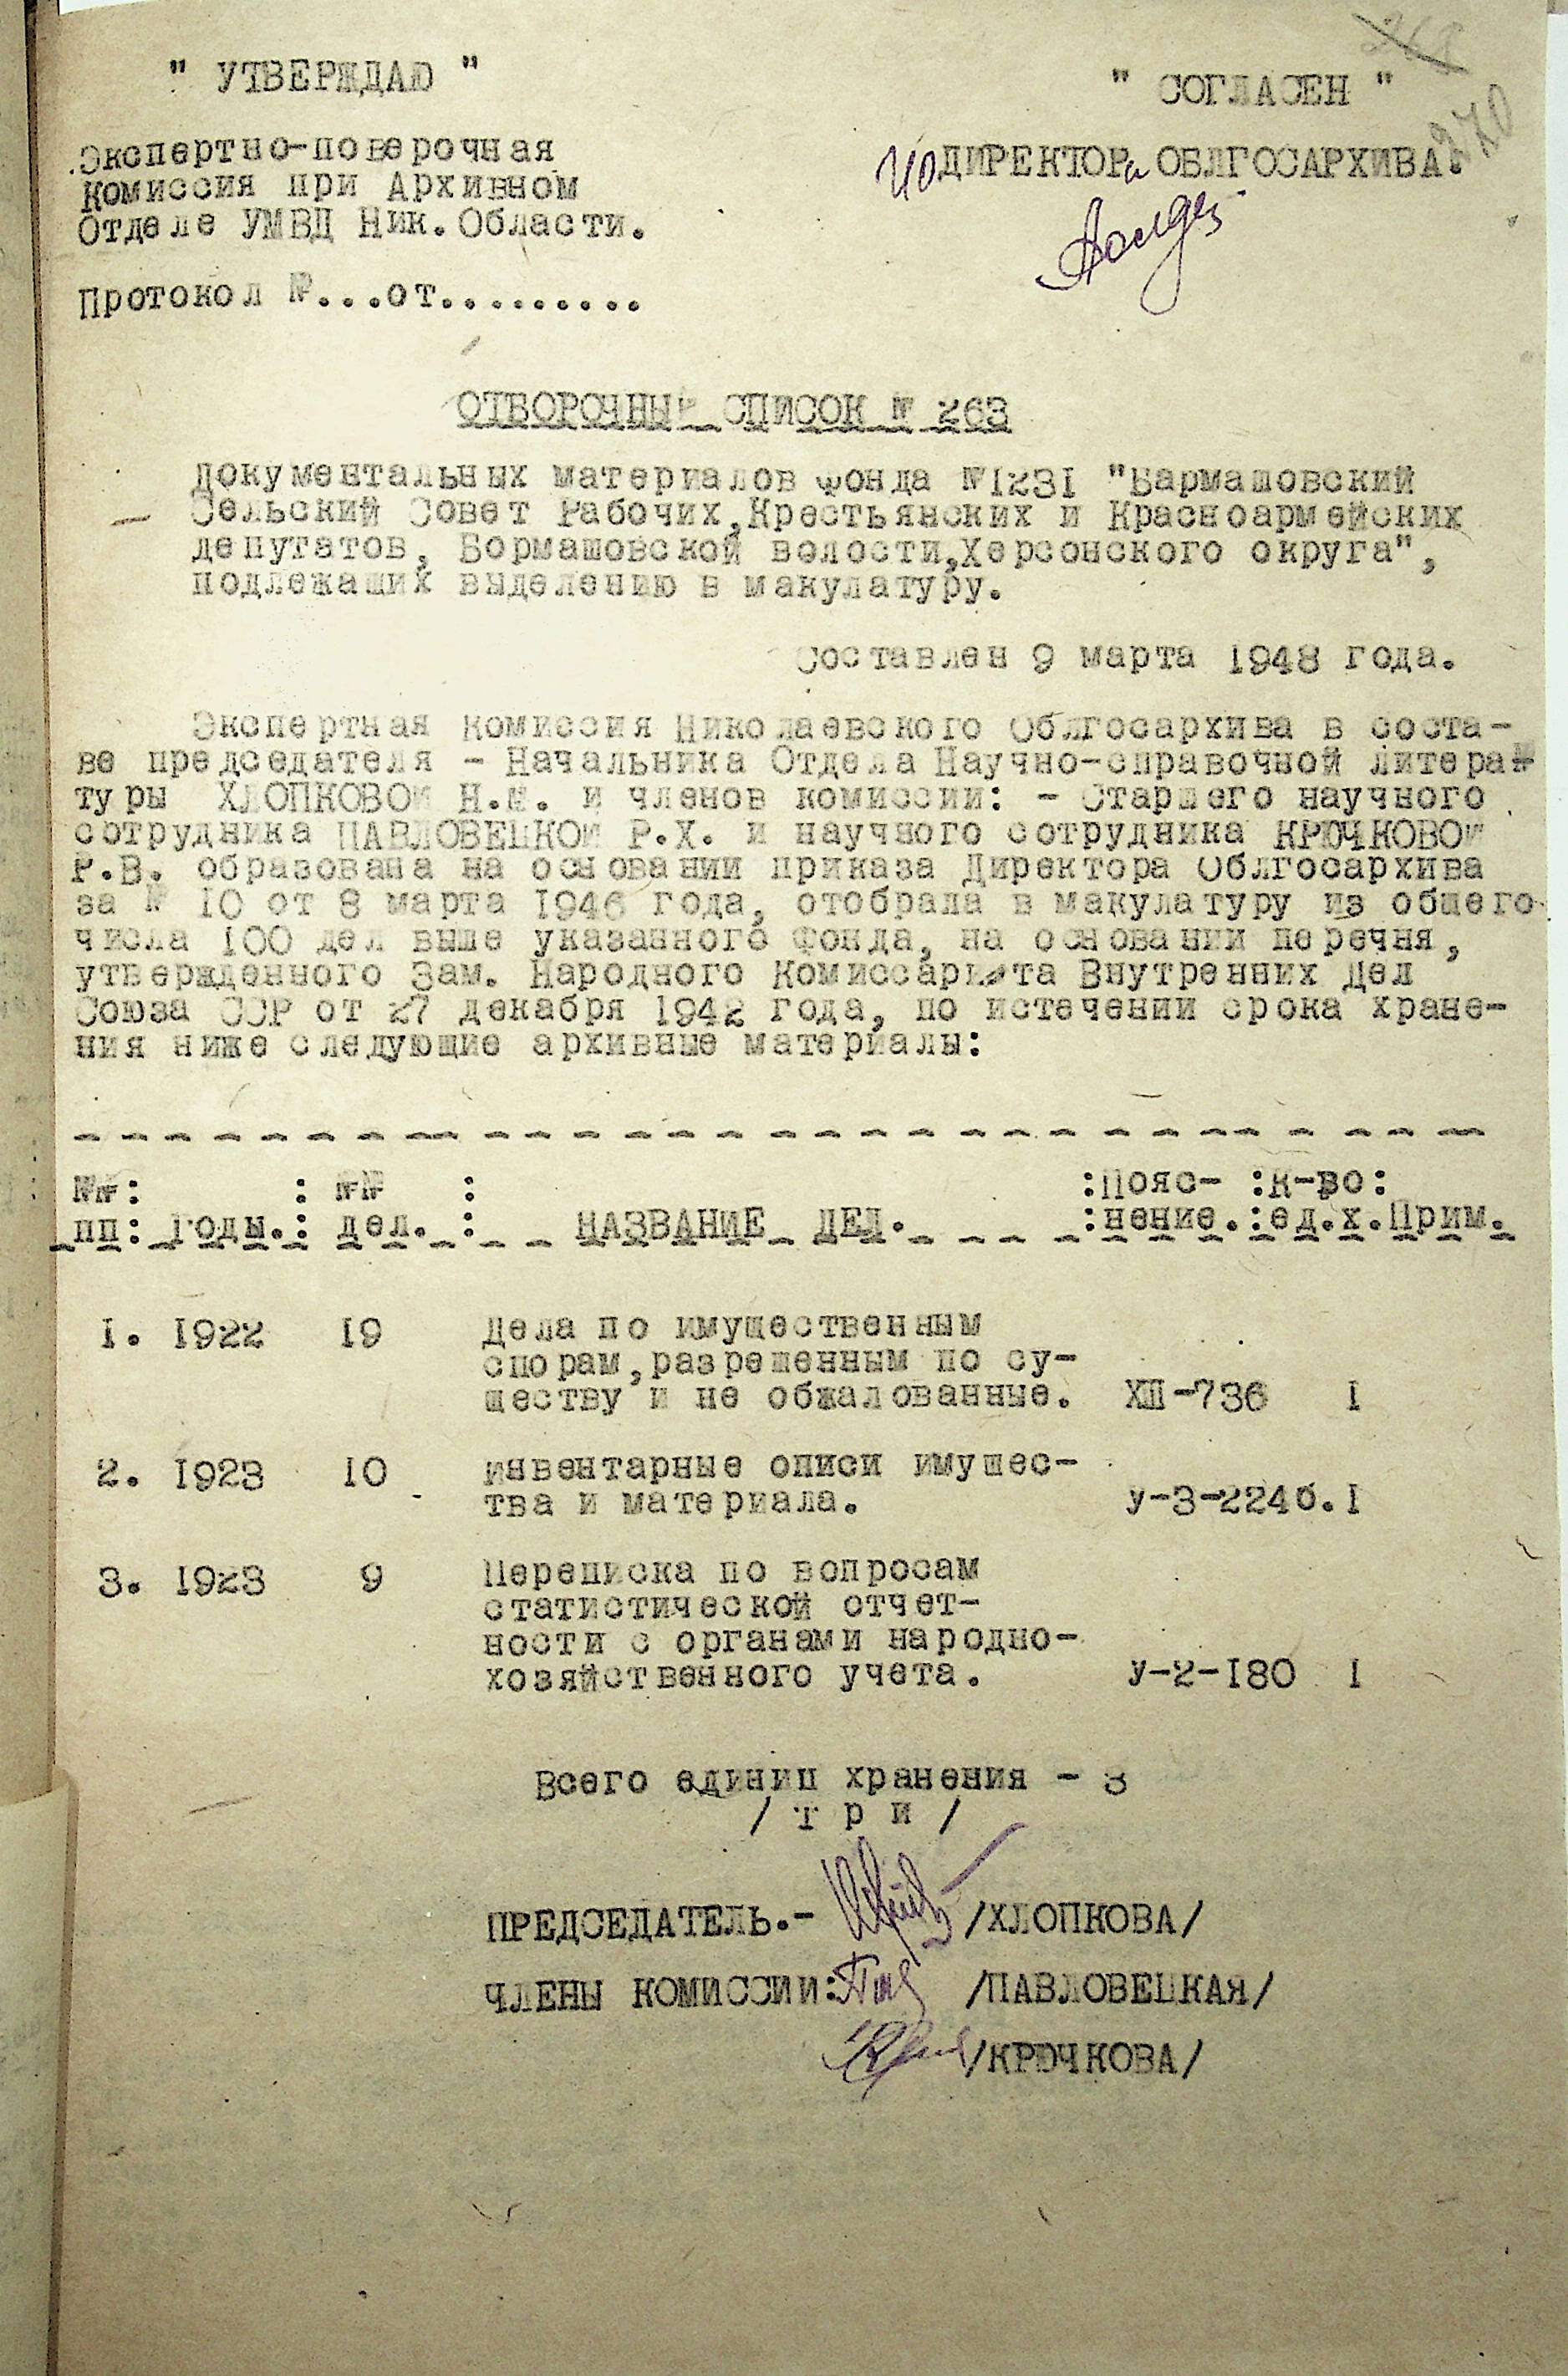 " УТВЕРЖДАЮ "
" СОГЛАСЕН "
Экспертно-поверочная
Комиссия при Архивном
Отделе УМВД Ник. Области.
ИО ДИРЕКТОРа ОБЛГОСАРХИВА.
270
Протокол №...от.........
ОТБОРОЧНЫЙ СПИСОК № 263
Документальных материалов фонда №1231 "Бармашовский
Сельский Совет Рабочих,Крестьянских и Красноармейских
депутатов, Бормашовской волости,Херсонского округа",
подлежаших выделению в макулатуру.
Составлен 9 марта 1948 года.
Экспертная Комиссия Николаевского Облгосархива в соста-
ве председателя - Начальника Отдела Научно-справочной литера-
туры ХЛОПКОВОЙ Н.М. и членов комиссии: - Старшего научного
сотрудника ПАВЛОВЕЦКОЙ Р.Х. и научного сотрудника КРЮЧКОВОЙ
Р.В. образована на основании приказа Директора Облгосархива
за № 10 от 8 марта 1946 года, отобрала в макулатуру из общего
числа 100 дел выше указанного Фонда, на основании перечня,
утвержденного Зам. Народного Комиссариата Внутренних Дел
Союза ССР от 27 декабря 1942 года, по истечении срока хране-
ния ниже следующие архивные материалы:
№№: : №№ : :Пояс- :К-во:
пп: Годы.: дел. : НАЗВАНИЕ ДЕЛ. :нение.:ед.х.Прим.
1. 1922 19 Дела по имущественным
спорам,разрешенным по су-
ществу и не обжалованные. ХШ-736 1
2. 1923 10 инвентарные описи имущес-
тва и материала. У-3-224б. 1
3. 1923 9 Переписка по вопросам
статистической отчет-
ности с органами народно-
хозяйственного учета. У-2-180 1
Всего единиц хранения - 3
/ т р и /
ПРЕДСЕДАТЕЛЬ.- /ХЛОПКОВА/
ЧЛЕНЫ КОМИССИИ: /ПАВЛОВЕЦКАЯ/
/КРЮЧКОВА/